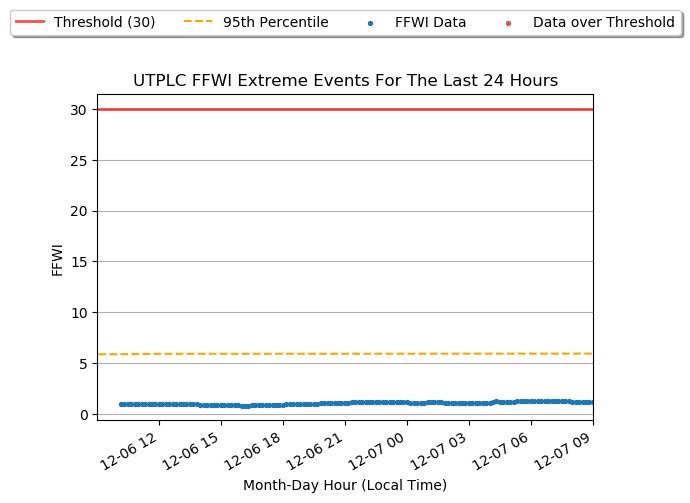 Threshold (30) 95th Percentile FFWI Data Data over Threshold
UTPLC FFWI Extreme Events For The Last 24 Hours
30
25
20
15
10
5
0
FFWI
12-06 12 12-06 15 12-06 18 12-06 21 12-07 00 12-07 03 12-07 06 12-07 09
Month-Day Hour (Local Time)